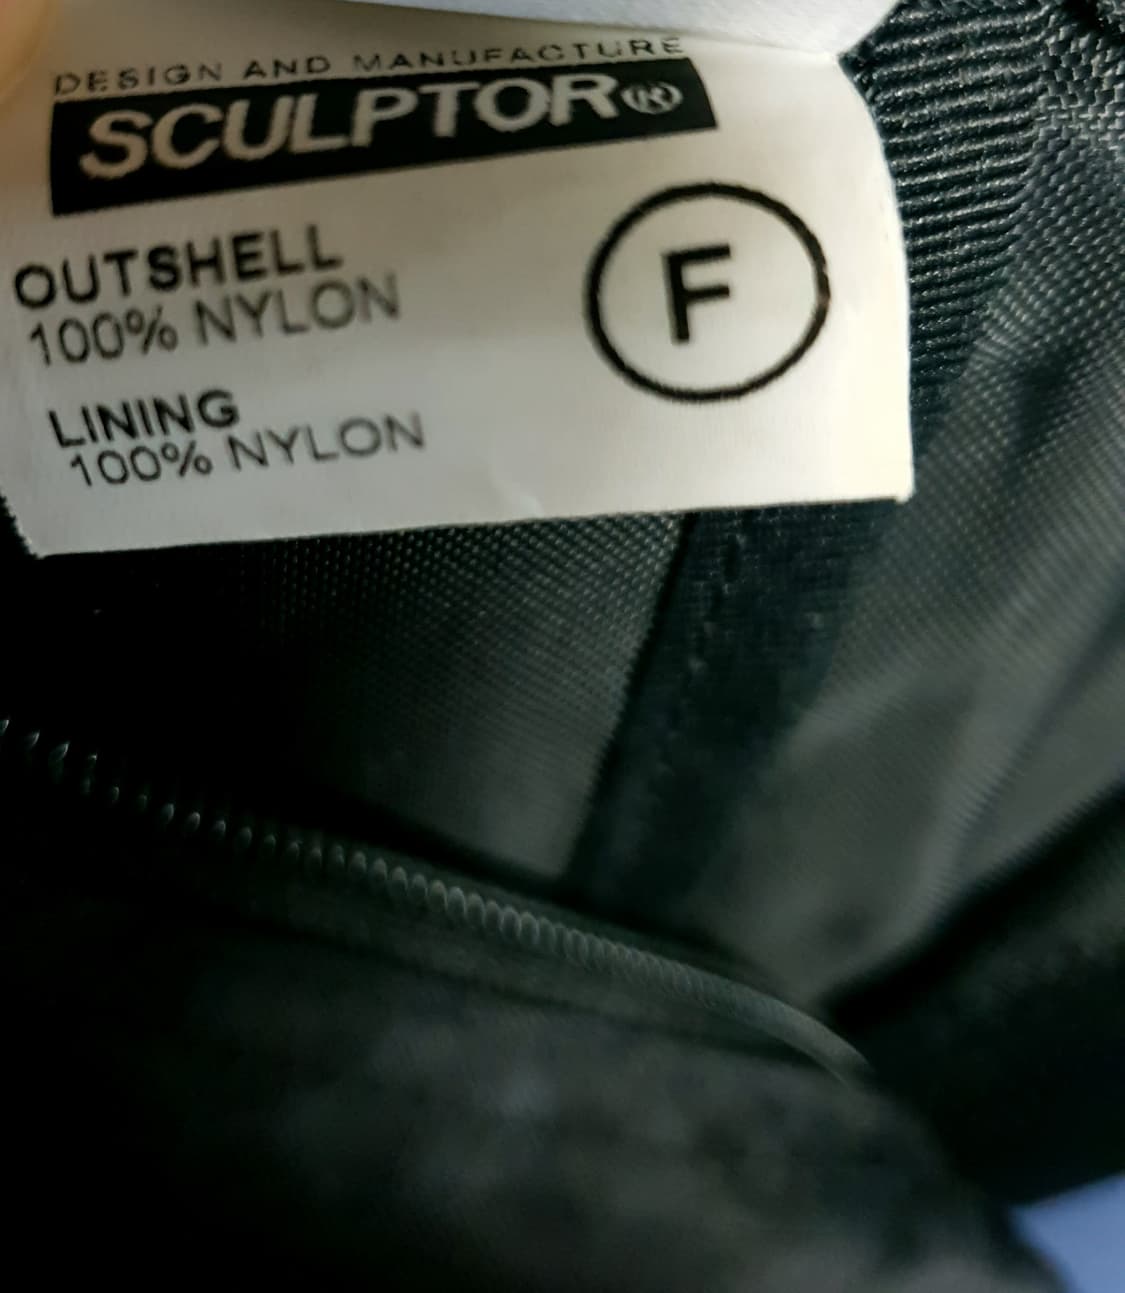 DESIGN AND MANUFACTURE
SCULPTOR®
OUTSHELL
100% NYLON
F
LINING
100% NYLON